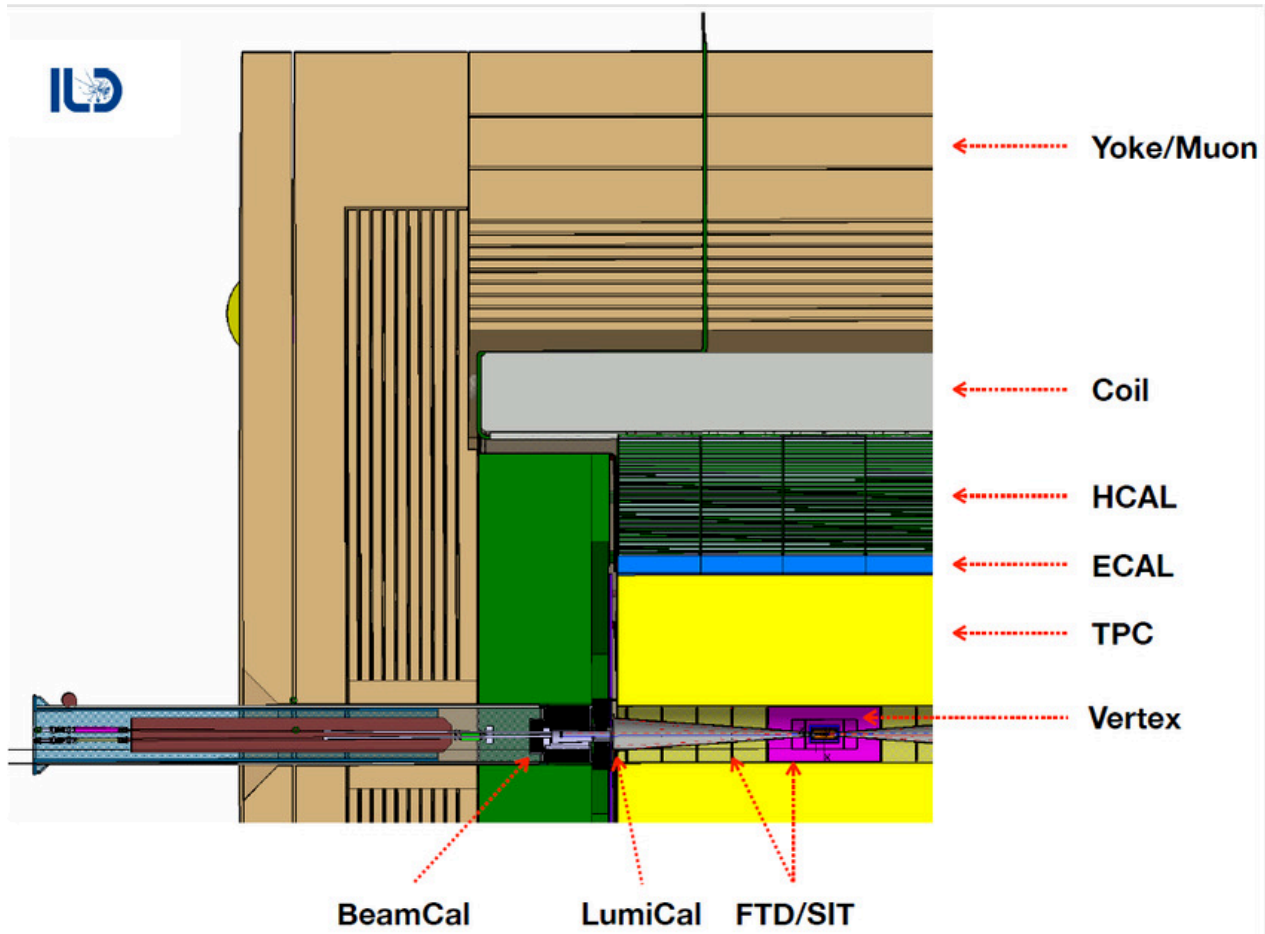 ILD
Yoke/Muon
Coil
HCAL
ECAL
TPC
Vertex
BeamCal
LumiCal
FTD/SIT